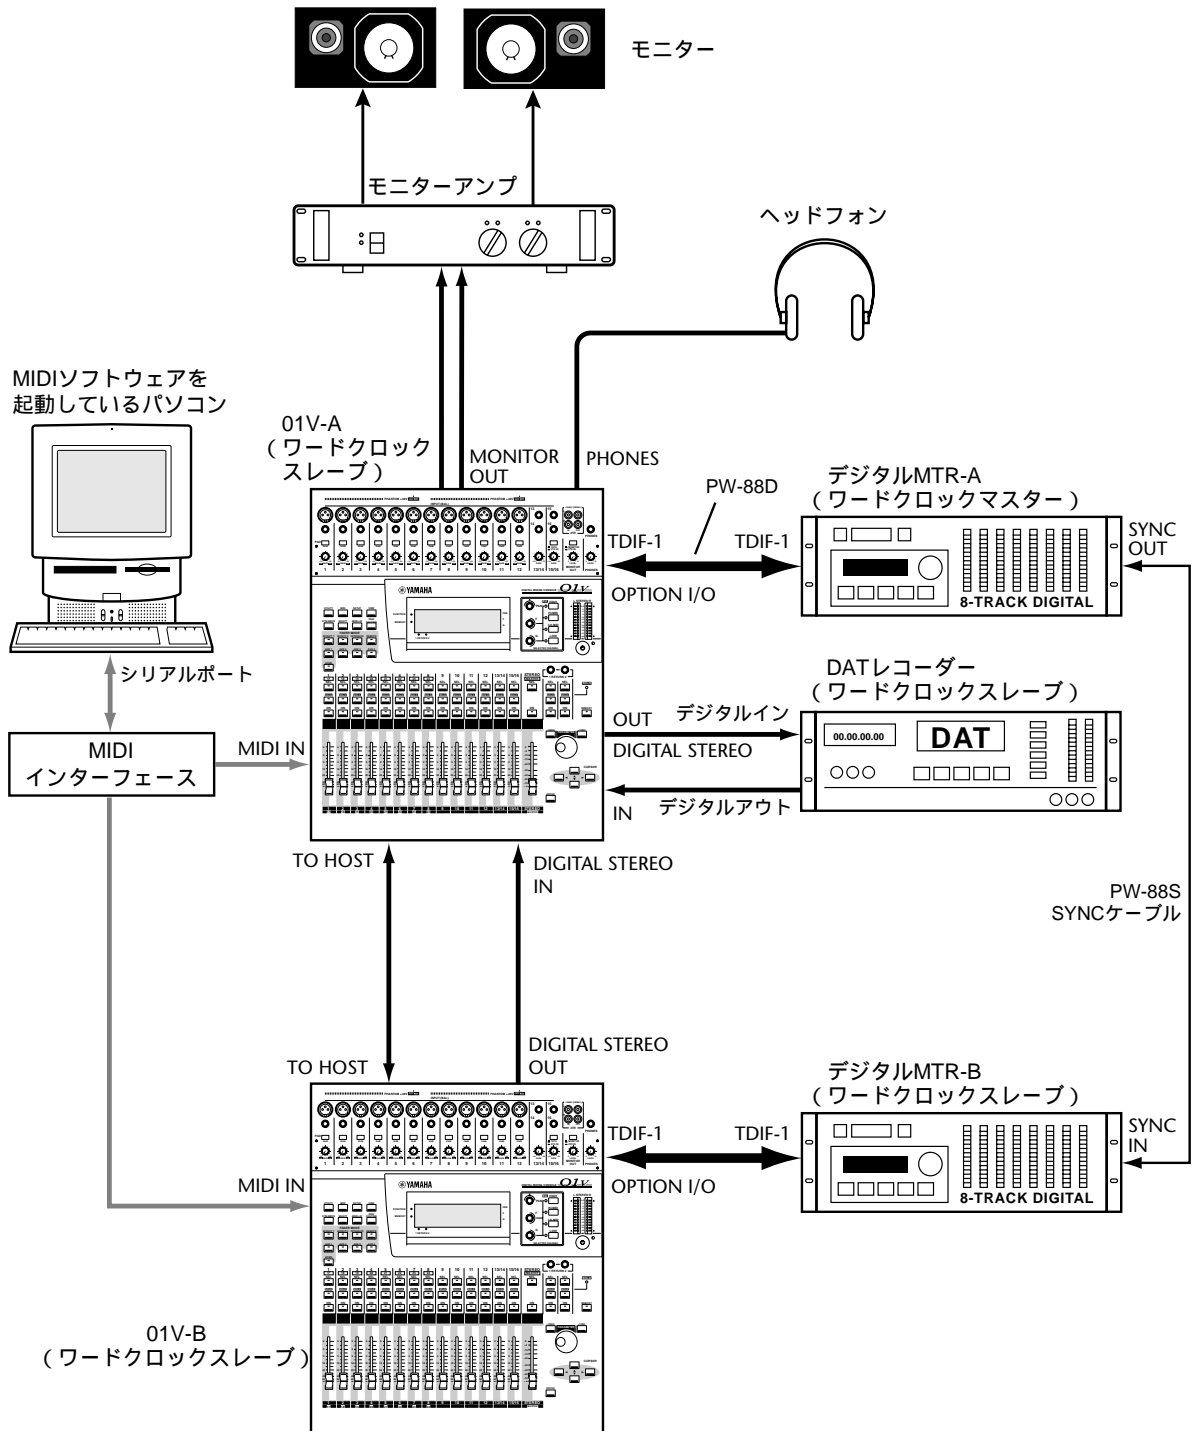 モニター
モニターアンプ
ヘッドフォン
MIDIソフトウェアを
起動しているパソコン
01V-A
（ワードクロック
スレーブ）
MONITOR
OUT
PHONES
PW-88D
デジタルMTR-A
（ワードクロックマスター）
TDIF-1
TDIF-1
OPTION I/O
SYNC
OUT
8-TRACK DIGITAL
YAMAHA
01V
シリアルポート
DATレコーダー
（ワードクロックスレーブ）
OUT
デジタルイン
DIGITAL STEREO
00.00.00.00
DAT
MIDI
インターフェース
MIDI IN
IN
デジタルアウト
TO HOST
DIGITAL STEREO
IN
PW-88S
SYNCケーブル
TO HOST
DIGITAL STEREO
OUT
デジタルMTR-B
（ワードクロックスレーブ）
TDIF-1
TDIF-1
OPTION I/O
SYNC
IN
8-TRACK DIGITAL
MIDI IN
YAMAHA
01V
01V-B
（ワードクロックスレーブ）